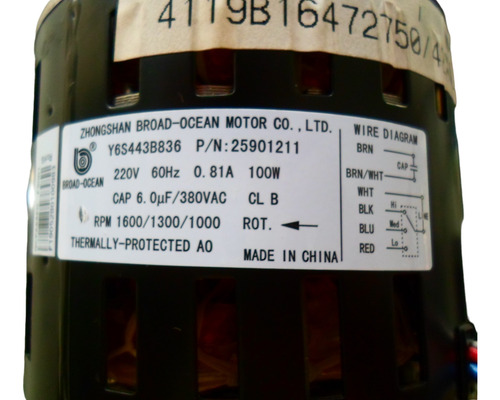 4119B16472750/4
ZHONGSHAN BROAD-OCEAN MOTOR CO., LTD.
Y6S443B836 P/N:25901211
BROAD-OCEAN
220V 60Hz 0.81A 100W
CAP 6.0μF/380VAC CL B
RPM 1600/1300/1000 ROT.
THERMALLY-PROTECTED AO
MADE IN CHINA
WIRE DIAGRAM
BRN
CAP
BRN/WHT
WHT
BLK Hi
LINE
BLU Med
RED Lo